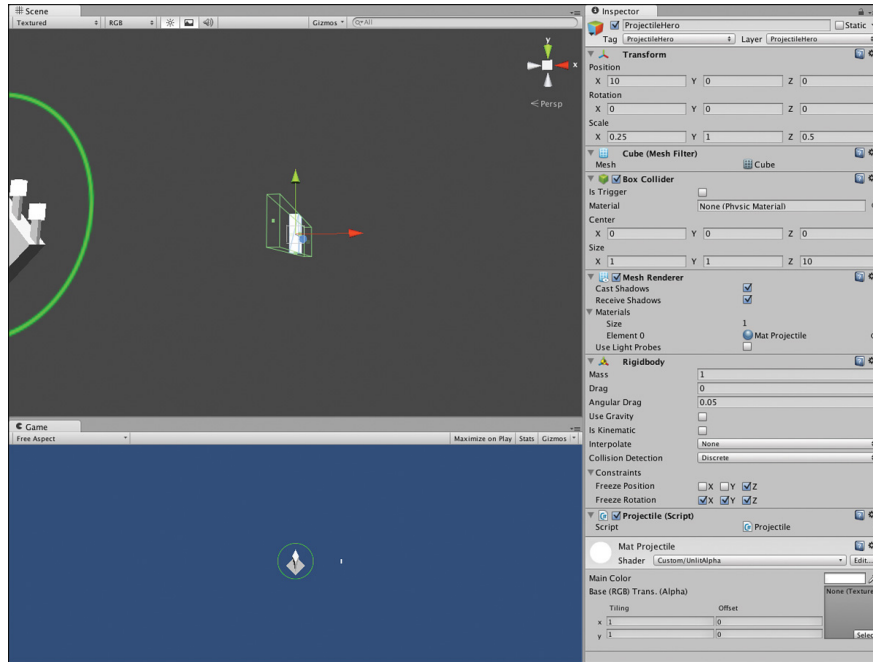 Scene
Textured RGB Gizmos All
y
x
Persp
Game
Free Aspect Maximize on Play Stats Gizmos
Inspector
ProjectileHero Static
Tag ProjectileHero Layer ProjectileHero
Transform
Position
X 10 Y 0 Z 0
Rotation
X 0 Y 0 Z 0
Scale
X 0.25 Y 1 Z 0.5
Cube (Mesh Filter)
Mesh Cube
Box Collider
Is Trigger
Material None (Physic Material)
Center
X 0 Y 0 Z 0
Size
X 1 Y 1 Z 10
Mesh Renderer
Cast Shadows
Receive Shadows
Materials
Size 1
Element 0 Mat Projectile
Use Light Probes
Rigidbody
Mass 1
Drag 0
Angular Drag 0.05
Use Gravity
Is Kinematic
Interpolate None
Collision Detection Discrete
Constraints
Freeze Position X Y Z
Freeze Rotation X Y Z
Projectile (Script)
Script Projectile
Mat Projectile
Shader Custom/UnlitAlpha Edit...
Main Color
Base (RGB) Trans. (Alpha) None (Texture
Tiling Offset
x 1 0
y 1 0
Selec